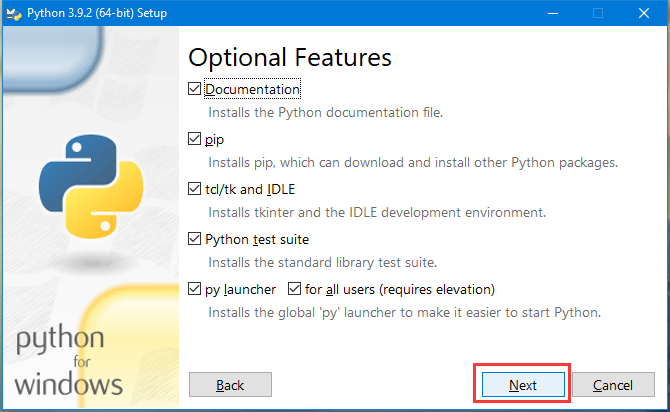 Python 3.9.2 (64-bit) Setup
Optional Features
Documentation
Installs the Python documentation file.
pip
Installs pip, which can download and install other Python packages.
tcl/tk and IDLE
Installs tkinter and the IDLE development environment.
Python test suite
Installs the standard library test suite.
py launcher for all users (requires elevation)
Installs the global 'py' launcher to make it easier to start Python.
python
for
windows
Back Next Cancel